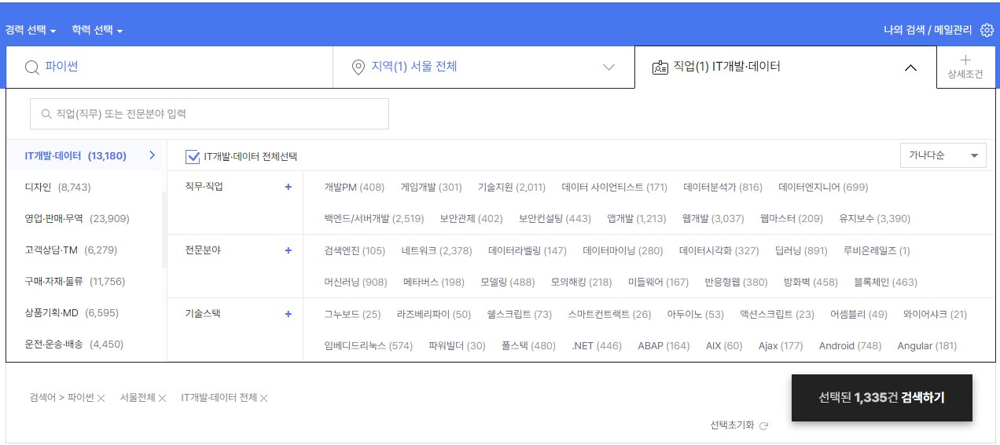 경력 선택 학력 선택 나의 검색 / 메일관리
파이썬 지역(1) 서울 전체 직업(1) IT개발·데이터 상세조건
직업(직무) 또는 전문분야 입력
IT개발·데이터 (13,180) IT개발·데이터 전체선택 가나다순
디자인 (8,743) 직무·직업 + 개발PM (408) 게임개발 (301) 기술지원 (2,011) 데이터 사이언티스트 (171) 데이터분석가 (816) 데이터엔지니어 (699)
영업·판매·무역 (23,909) 백엔드/서버개발 (2,519) 보안관제 (402) 보안컨설팅 (443) 앱개발 (1,213) 웹개발 (3,037) 웹마스터 (209) 유지보수 (3,390)
고객상담·TM (6,279) 전문분야 + 검색엔진 (105) 네트워크 (2,378) 데이터라벨링 (147) 데이터마이닝 (280) 데이터시각화 (327) 딥러닝 (891) 루비온레일즈 (1)
구매·자재·물류 (11,756) 머신러닝 (908) 메타버스 (198) 모델링 (488) 모의해킹 (218) 미들웨어 (167) 반응형웹 (380) 방화벽 (458) 블록체인 (463)
상품기획·MD (6,595) 기술스택 + 그누보드 (25) 라즈베리파이 (50) 쉘스크립트 (73) 스마트컨트랙트 (26) 아두이노 (53) 액션스크립트 (23) 어셈블리 (49) 와이어샤크 (21)
운전·운송·배송 (4,450) 임베디드리눅스 (574) 파워빌더 (30) 풀스택 (480) .NET (446) ABAP (164) AIX (60) Ajax (177) Android (748) Angular (181)
검색어 > 파이썬 서울전체 IT개발·데이터 전체 선택된 1,335건 검색하기
선택초기화